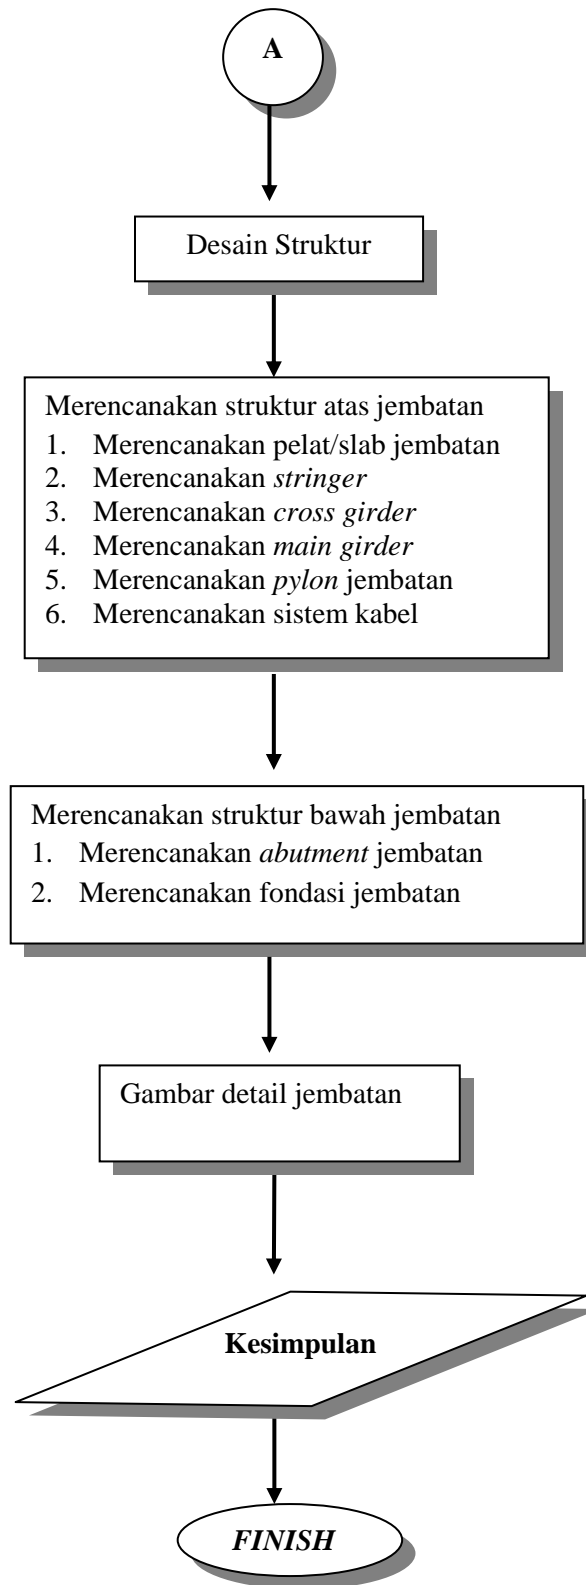 A
Desain Struktur
Merencanakan struktur atas jembatan
1. Merencanakan pelat/slab jembatan
2. Merencanakan stringer
3. Merencanakan cross girder
4. Merencanakan main girder
5. Merencanakan pylon jembatan
6. Merencanakan sistem kabel
Merencanakan struktur bawah jembatan
1. Merencanakan abutment jembatan
2. Merencanakan fondasi jembatan
Gambar detail jembatan
Kesimpulan
FINISH